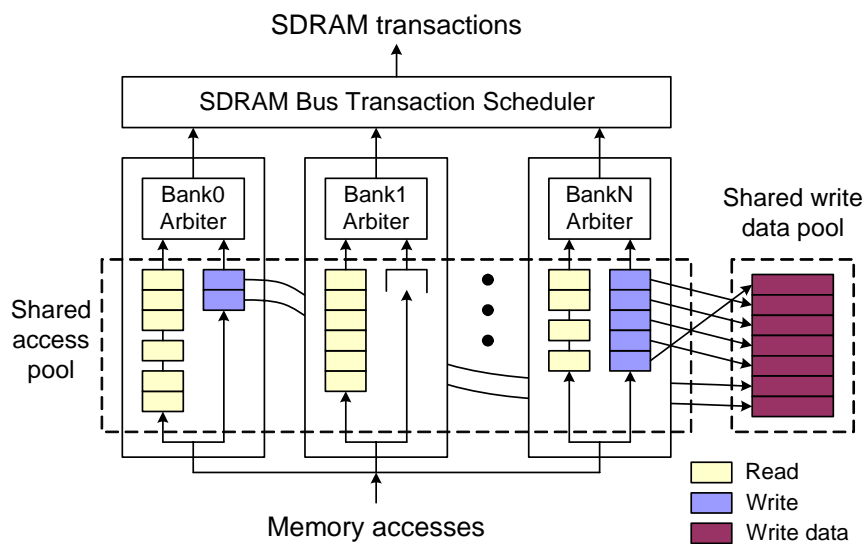 SDRAM transactions
SDRAM Bus Transaction Scheduler
Bank0
Arbiter
Bank1
Arbiter
BankN
Arbiter
Shared write
data pool
Shared
access
pool
Read
Write
Write data
Memory accesses